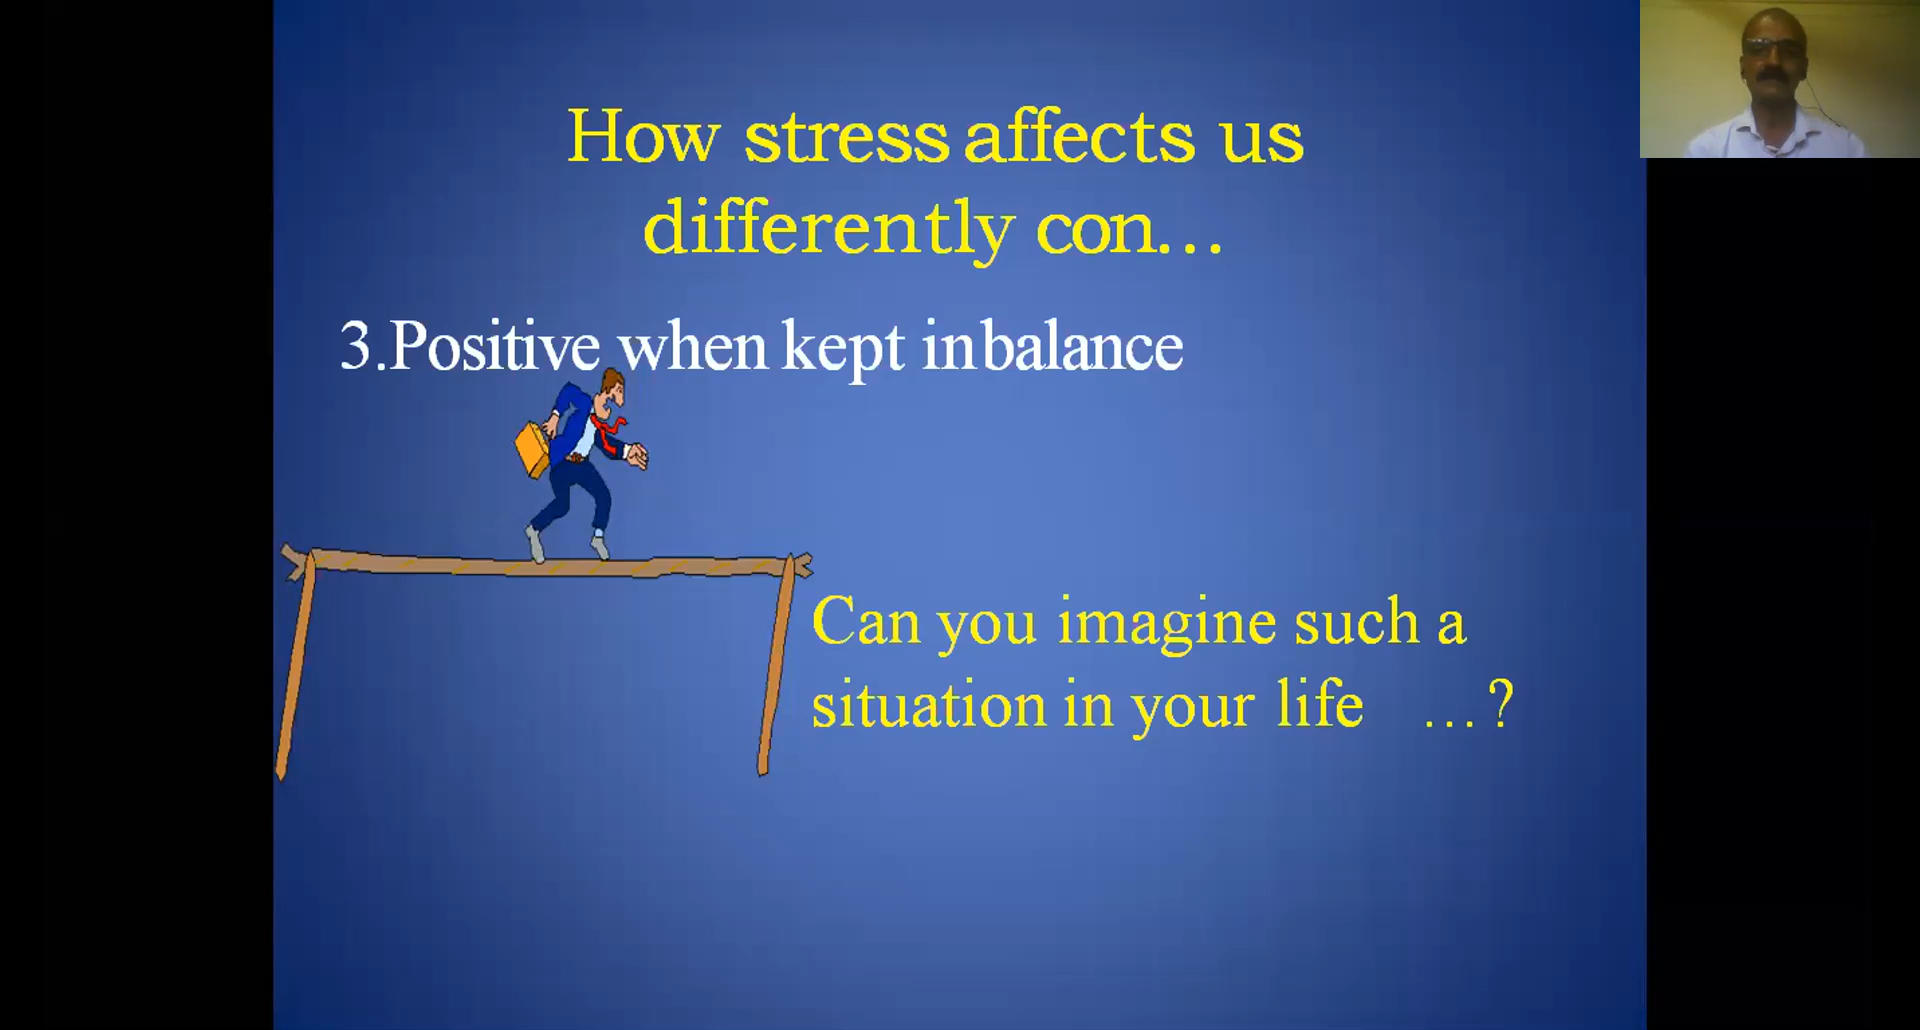 How stress affects us
differently con...
3.Positive when kept in balance
Can you imagine such a
situation in your life ...?